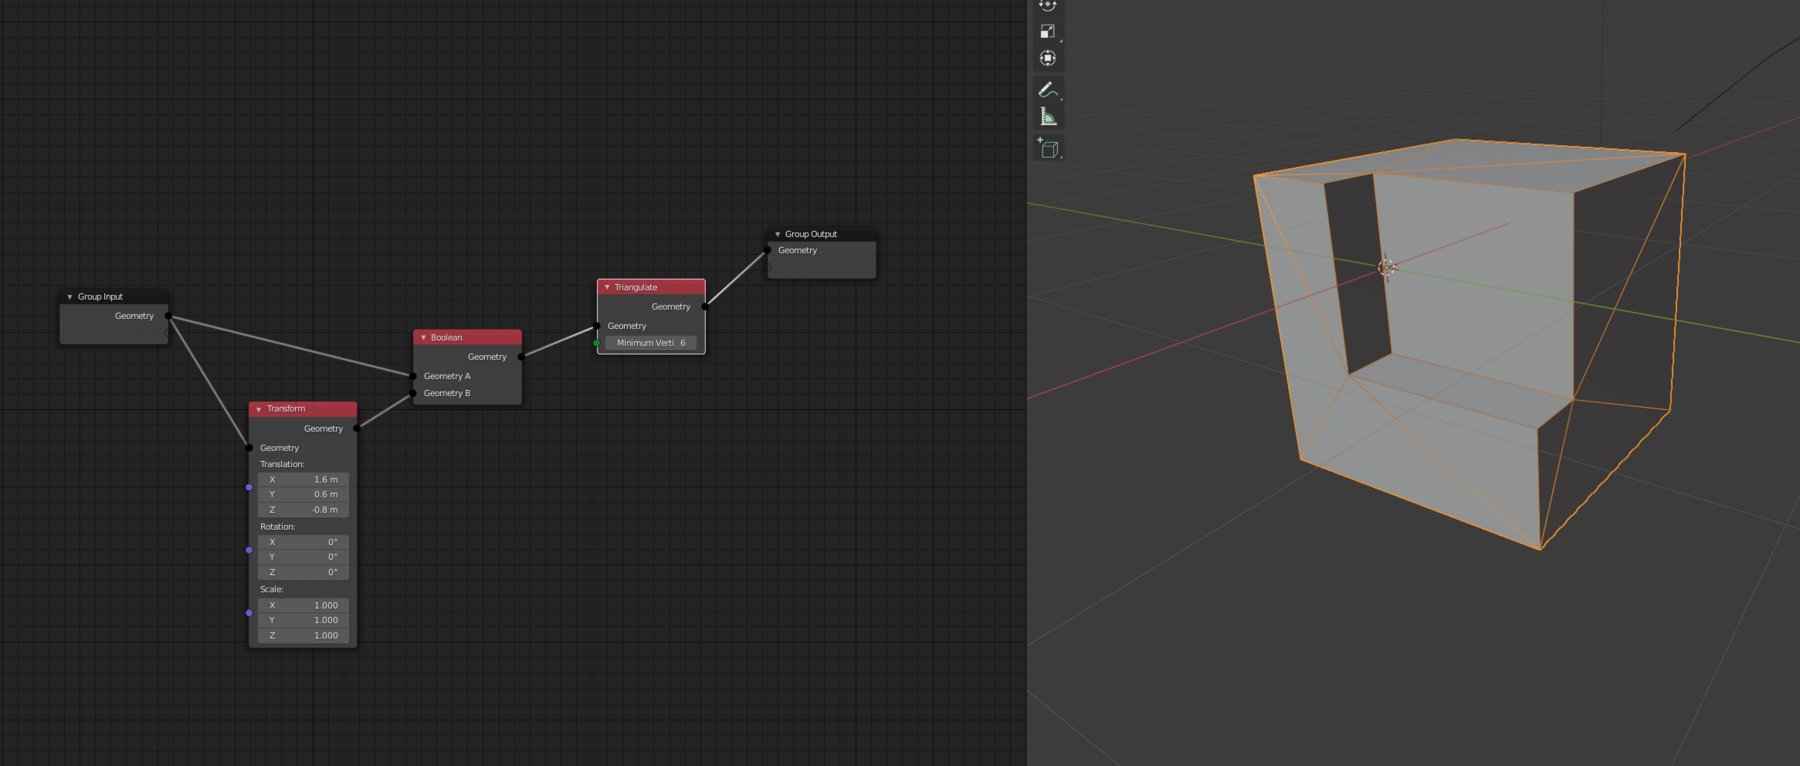 Group Input
Geometry
Transform
Geometry
Geometry
Translation:
X 1.6 m
Y 0.6 m
Z -0.8 m
Rotation:
X 0°
Y 0°
Z 0°
Scale:
X 1.000
Y 1.000
Z 1.000
Boolean
Geometry
Geometry A
Geometry B
Triangulate
Geometry
Geometry
Minimum Verti 6
Group Output
Geometry